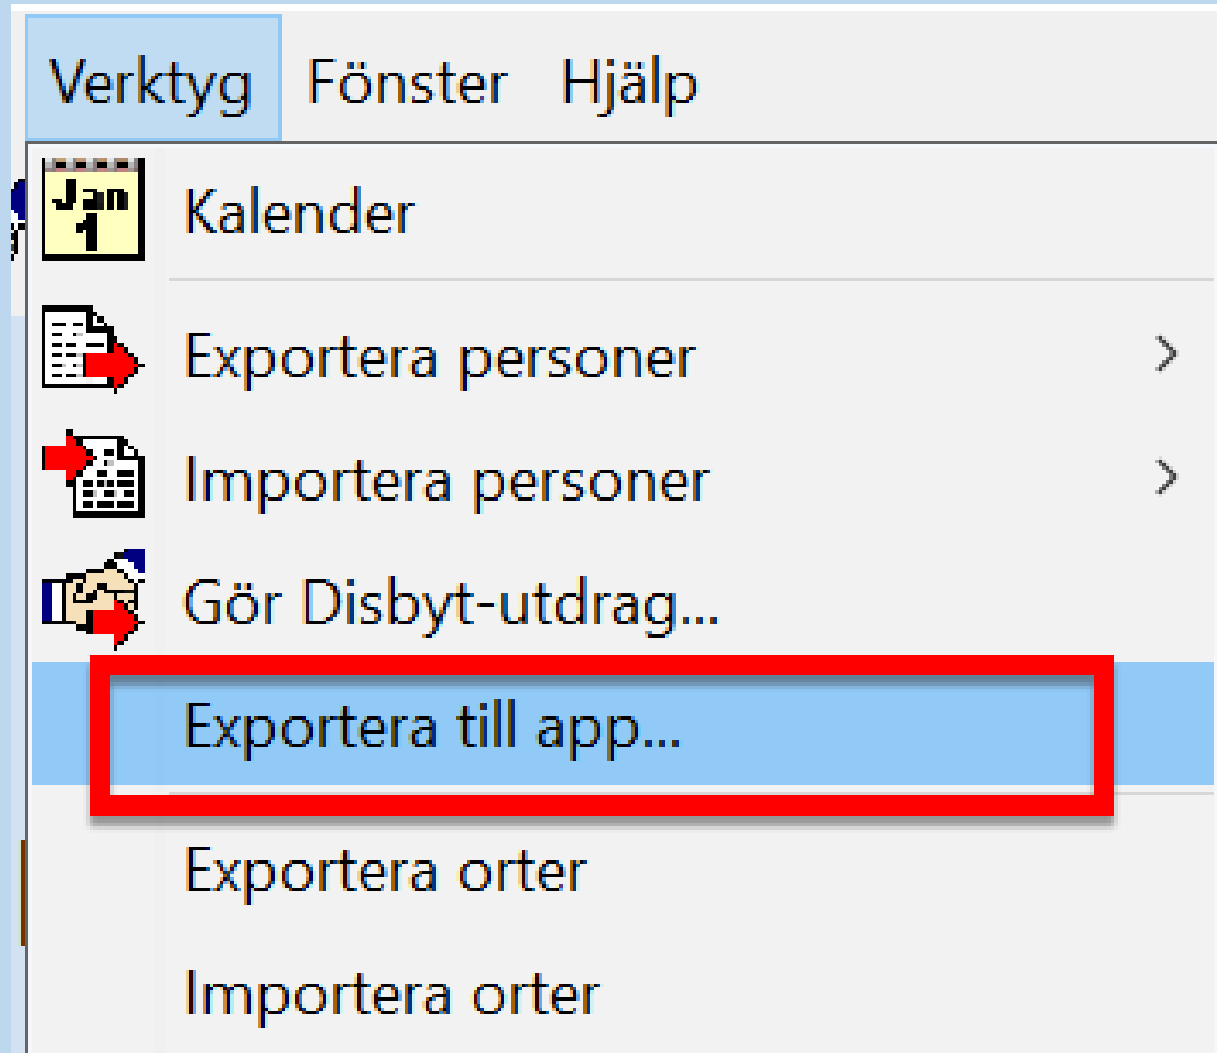 Verktyg Fönster Hjälp
Jan
1
Kalender
Exportera personer
Importera personer
Gör Disbyt-utdrag...
Exportera till app...
Exportera orter
Importera orter